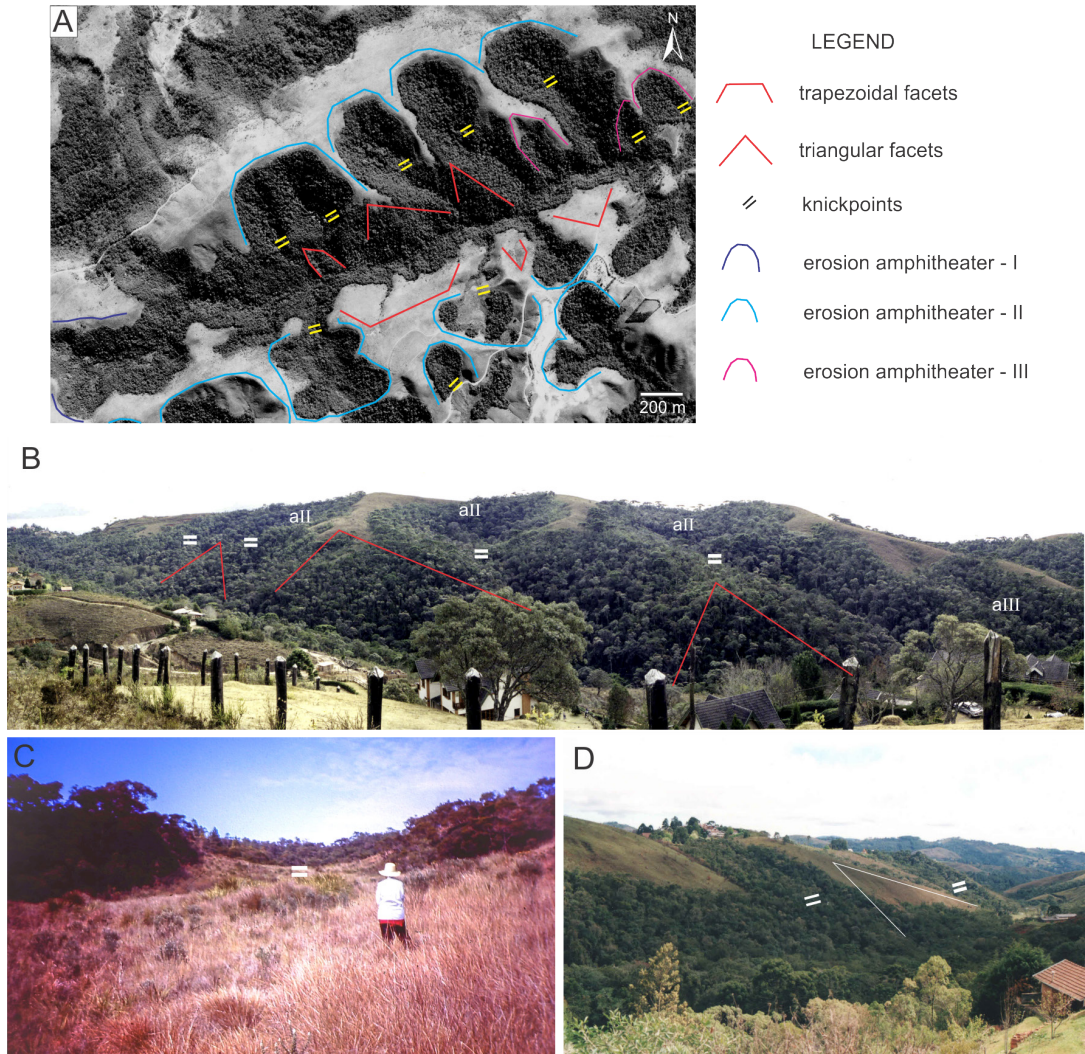 A
N
200 m
LEGEND
trapezoidal facets
triangular facets
knickpoints
erosion amphitheater - I
erosion amphitheater - II
erosion amphitheater - III
B
aII
aII
aII
aIII
C
D